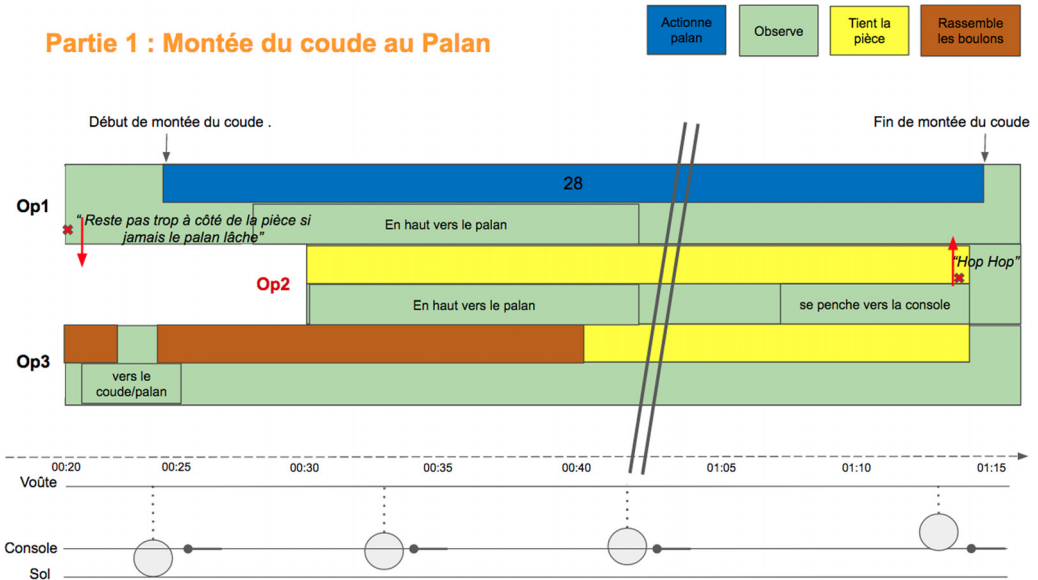 Partie 1 : Montée du coude au Palan
Actionne
palan
Observe
Tient la
pièce
Rassemble
les boulons
Début de montée du coude .
Fin de montée du coude
Op1
28
“ Reste pas trop à côté de la pièce si
jamais le palan lâche”
En haut vers le palan
Op2
“Hop Hop”
En haut vers le palan
se penche vers la console
Op3
vers le
coude/palan
00:20
00:25
00:30
00:35
00:40
01:05
01:10
01:15
Voûte
Console
Sol